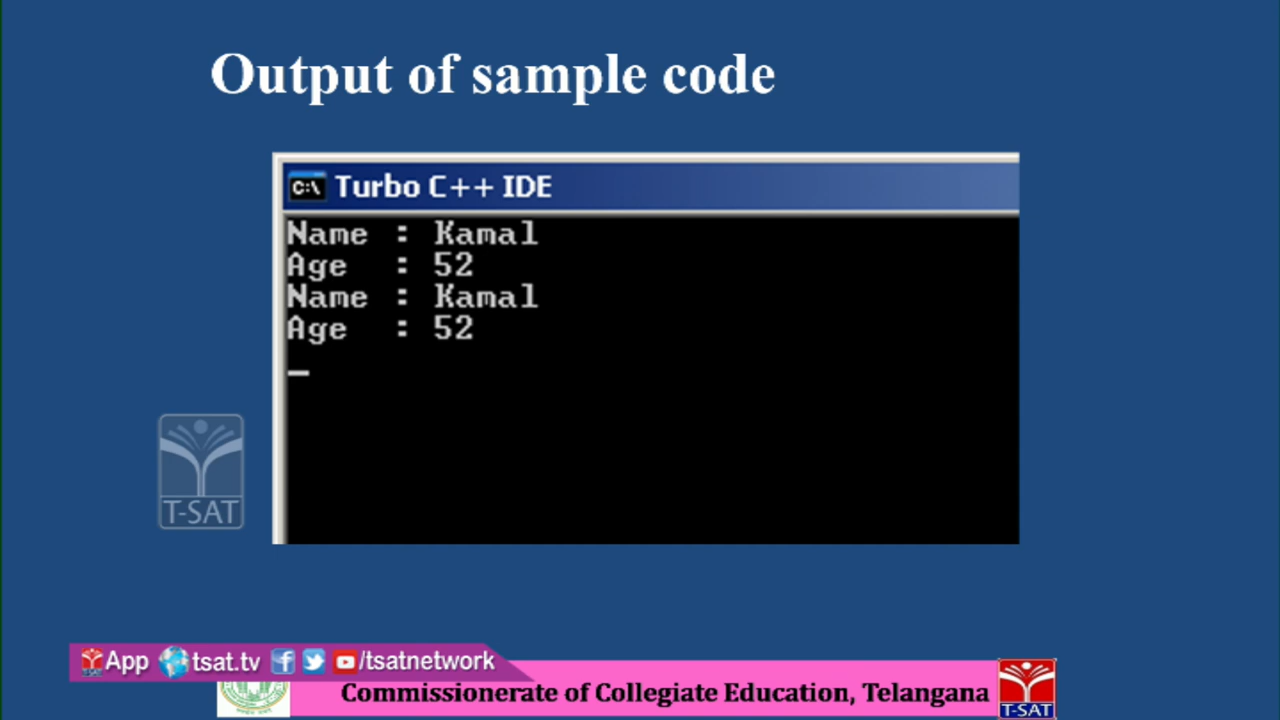 Output of sample code
C:\ Turbo C++ IDE
Name : Kamal
Age : 52
Name : Kamal
Age : 52
T-SAT
App tsat.tv /tsatnetwork
Commissionerate of Collegiate Education, Telangana
T-SAT